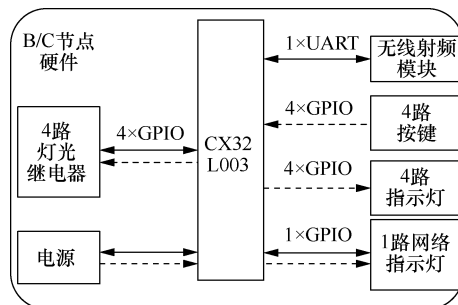 B/C节点
硬件
1×UART
无线射频
模块
4路
灯光
继电器
4×GPIO
CX32
L003
4×GPIO
4路
按键
4×GPIO
4路
指示灯
电源
1×GPIO
1路网络
指示灯